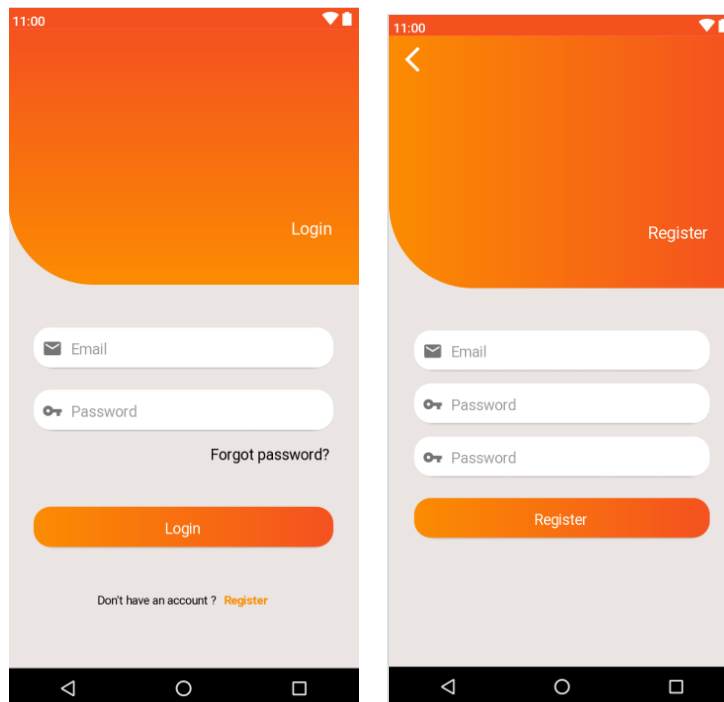 11:00
Login
Email
Password
Forgot password?
Login
Don't have an account ? Register
11:00
Register
Email
Password
Password
Register